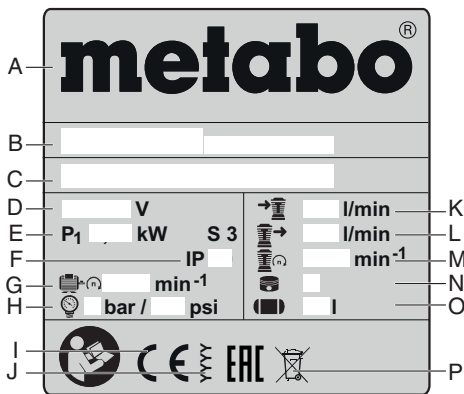 A metabo ®
B
C
D V
E P1 kW S 3
F IP
G n min-1
H bar / psi
→ l/min K
→ l/min L
n min-1 M
N
l O
I CE YYYY EAC P
J